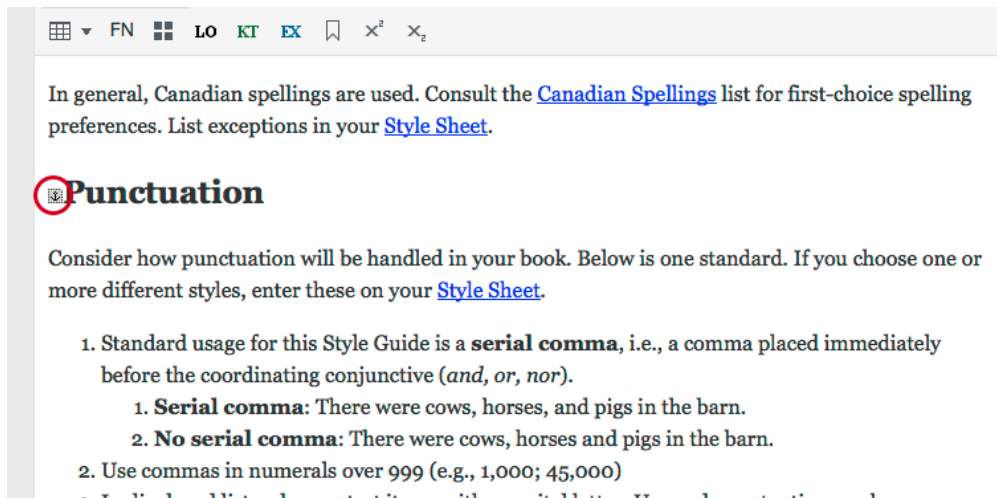 FN LO KT EX x² x₂
In general, Canadian spellings are used. Consult the Canadian Spellings list for first-choice spelling
preferences. List exceptions in your Style Sheet.
Punctuation
Consider how punctuation will be handled in your book. Below is one standard. If you choose one or
more different styles, enter these on your Style Sheet.
1. Standard usage for this Style Guide is a serial comma, i.e., a comma placed immediately
before the coordinating conjunctive (and, or, nor).
1. Serial comma: There were cows, horses, and pigs in the barn.
2. No serial comma: There were cows, horses and pigs in the barn.
2. Use commas in numerals over 999 (e.g., 1,000; 45,000)